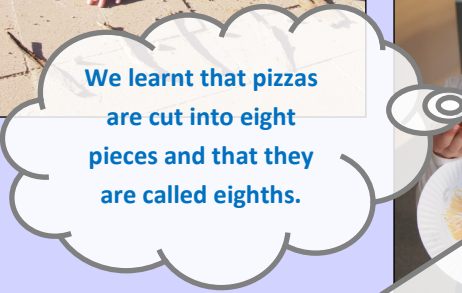 We learnt that pizzas
are cut into eight
pieces and that they
are called eighths.